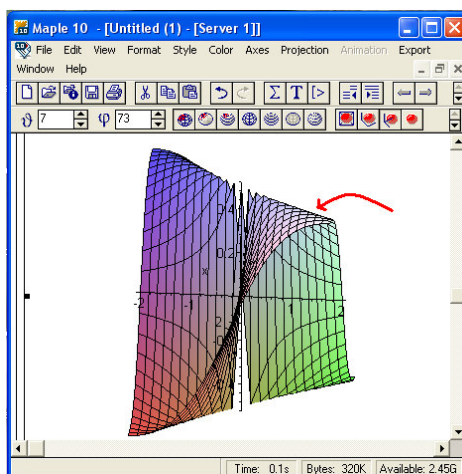 Maple 10 - [Untitled (1) - [Server 1]]
File Edit View Format Style Color Axes Projection Animation Export
Window Help
ϑ 7 φ 73
0.4
0.2
x
-2 -1 1 2
2
Time: 0.1s Bytes: 320K Available: 2.45G